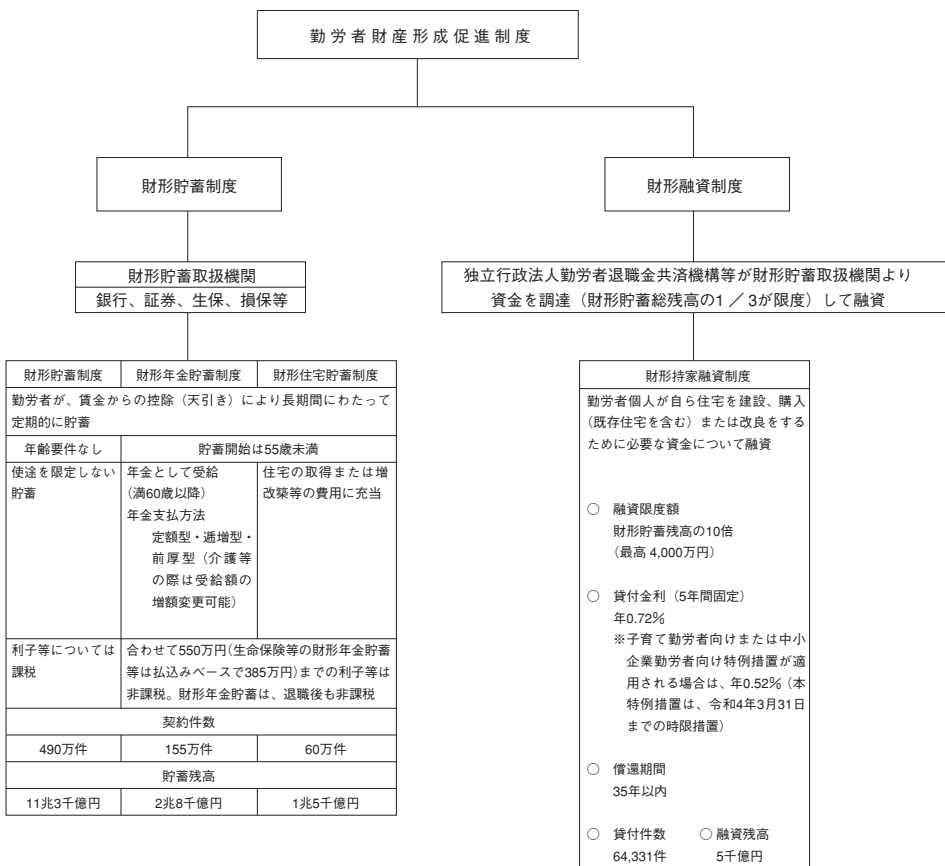 勤労者財産形成促進制度
財形貯蓄制度
財形融資制度
財形貯蓄取扱機関
銀行、証券、生保、損保等
独立行政法人勤労者退職金共済機構等が財形貯蓄取扱機関より
資金を調達（財形貯蓄総残高の1／3が限度）して融資
財形貯蓄制度 財形年金貯蓄制度 財形住宅貯蓄制度
勤労者が、賃金からの控除（天引き）により長期間にわたって
定期的に貯蓄
年齢要件なし 貯蓄開始は55歳未満
使途を限定しない
貯蓄
年金として受給
（満60歳以降）
年金支払方法
定額型・逓増型・
前厚型（介護等
の際は受給額の
増額変更可能）
住宅の取得または増
改築等の費用に充当
利子等については
課税
合わせて550万円（生命保険等の財形年金貯蓄
等は払込みベースで385万円）までの利子等は
非課税。財形年金貯蓄は、退職後も非課税
契約件数
490万件 155万件 60万件
貯蓄残高
11兆3千億円 2兆8千億円 1兆5千億円
財形持家融資制度
勤労者個人が自ら住宅を建設、購入
（既存住宅を含む）または改良をする
ために必要な資金について融資
○ 融資限度額
財形貯蓄残高の10倍
（最高 4,000万円）
○ 貸付金利（5年間固定）
年0.72％
※子育て勤労者向けまたは中小
企業勤労者向け特例措置が適
用される場合は、年0.52％（本
特例措置は、令和4年3月31日
までの時限措置）
○ 償還期間
35年以内
○ 貸付件数 ○ 融資残高
64,331件 5千億円